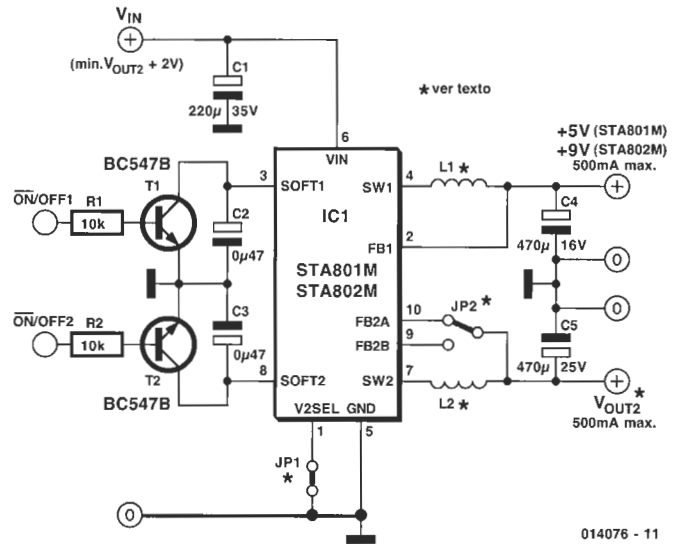 VIN
(min.VOUT2 + 2V)
C1
220µ 35V
* ver texto
BC547B
T1
ON/OFF1
R1
10k
C2
0µ47
ON/OFF2
R2
10k
T2
BC547B
C3
0µ47
6
VIN
3
SOFT1
8
SOFT2
IC1
STA801M
STA802M
4
SW1
2
FB1
10
FB2A
9
FB2B
7
SW2
V2SEL
1
GND
5
L1 *
JP2 *
L2 *
JP1
*
+5V (STA801M)
+9V (STA802M)
500mA max.
+
C4
470µ 16V
0
0
C5
470µ 25V
+
VOUT2 *
500mA max.
+
0
014076 - 11